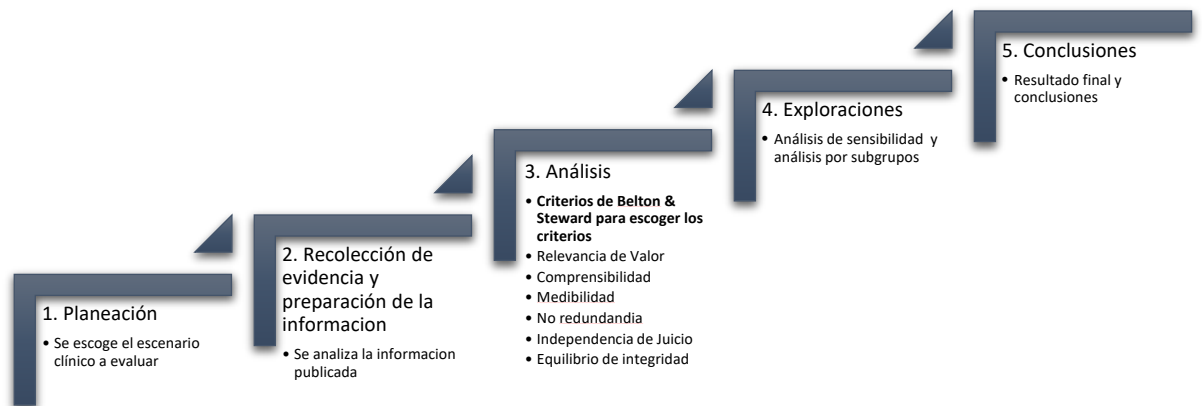 1. Planeación
• Se escoge el escenario
clínico a evaluar
2. Recolección de
evidencia y
preparación de la
informacion
• Se analiza la informacion
publicada
3. Análisis
• Criterios de Belton &
Steward para escoger los
criterios
• Relevancia de Valor
• Comprensibilidad
• Medibilidad
• No redundandia
• Independencia de Juicio
• Equilibrio de integridad
4. Exploraciones
• Análisis de sensibilidad y
análisis por subgrupos
5. Conclusiones
• Resultado final y
conclusiones